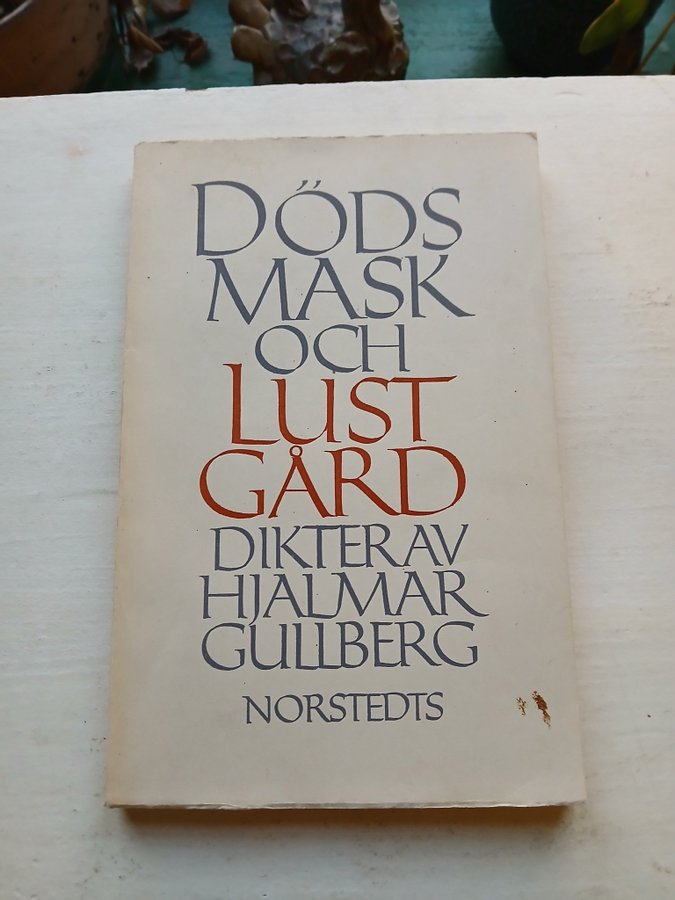 DÖDS
MASK
OCH
LUST
GÅRD
DIKTER AV
HJALMAR
GULLBERG
NORSTEDTS